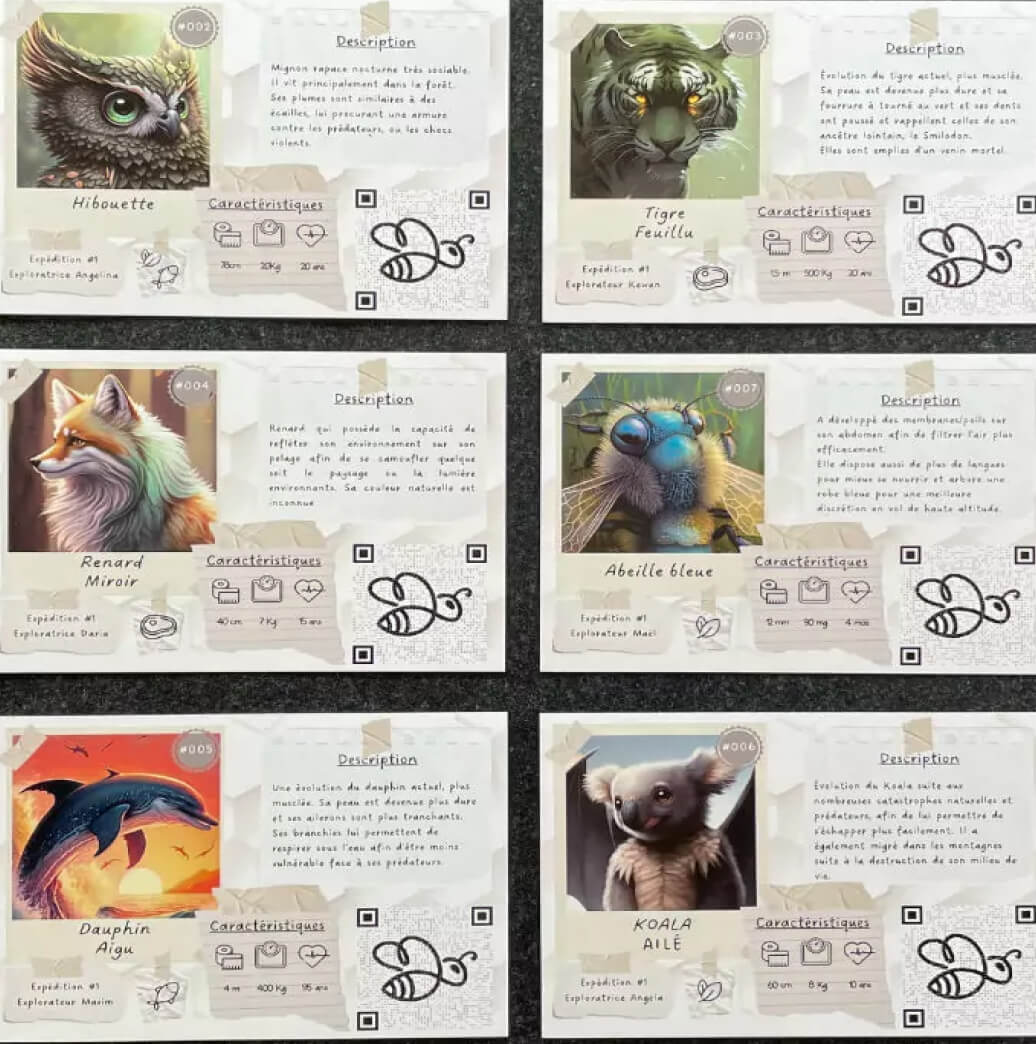 #002
Description
Mignon rapace nocturne très sociable.
Il vit principalement dans la forêt.
Ses plumes sont similaires à des
écailles, lui procurant une armure
contre les prédateurs, ou les chocs
violents.
Hibouette
Caractéristiques
78cm 20Kg 20 ans
Expédition #1
Exploratrice Angelina
#003
Description
Évolution du tigre actuel, plus musclée.
Sa peau est devenue plus dure et sa
fourrure à tourné au vert et ses dents
ont poussé et rappellent celles de son
ancêtre lointain, le Smilodon.
Elles sont emplies d'un venin mortel.
Tigre
Feuillu
Caractéristiques
1.5 m 500 Kg 20 ans
Expédition #1
Explorateur Kewan
#004
Description
Renard qui possède la capacité de
reflètes son environnement sur son
pelage afin de se camoufler quelque
soit le paysage ou la lumière
environnants. Sa couleur naturelle est
inconnue
Renard
Miroir
Caractéristiques
40 cm 7 Kg 15 ans
Expédition #1
Exploratrice Daria
#007
Description
A développé des membranes/poils sur
son abdomen afin de filtrer l'air plus
efficacement.
Elle dispose aussi de plus de langues
pour mieux se nourrir et arbore une
robe bleue pour une meilleure
discrétion en vol de haute altitude.
Abeille bleue
Caractéristiques
12 mm 90 mg 4 mois
Expédition #1
Explorateur Maël
#005
Description
Une évolution du dauphin actuel, plus
musclée. Sa peau est devenue plus dure
et ses ailerons sont plus tranchants.
Ses branchies lui permettent de
respirer sous l'eau afin d'être moins
vulnérable face à ses prédateurs.
Dauphin
Aigu
Caractéristiques
4 m 400 Kg 95 ans
Expédition #1
Explorateur Maxim
#006
Description
Évolution du Koala suite aux
nombreuses catastrophes naturelles et
prédateurs, afin de lui permettre de
s'échapper plus facilement. Il a
également migré dans les montagnes
suite à la destruction de son milieu de
vie.
KOALA
AILÉ
Caractéristiques
60 cm 8 Kg 10 ans
Expédition #1
Exploratrice Angela